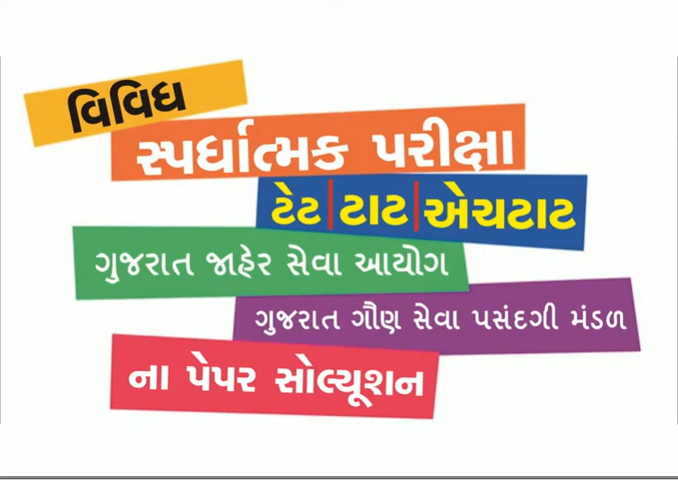 વિવિધ
સ્પર્ધાત્મક પરીક્ષા
ટેટ|ટાટ|એચટાટ
ગુજરાત જાહેર સેવા આયોગ
ગુજરાત ગૌણ સેવા પસંદગી મંડળ
ના પેપર સોલ્યૂશન